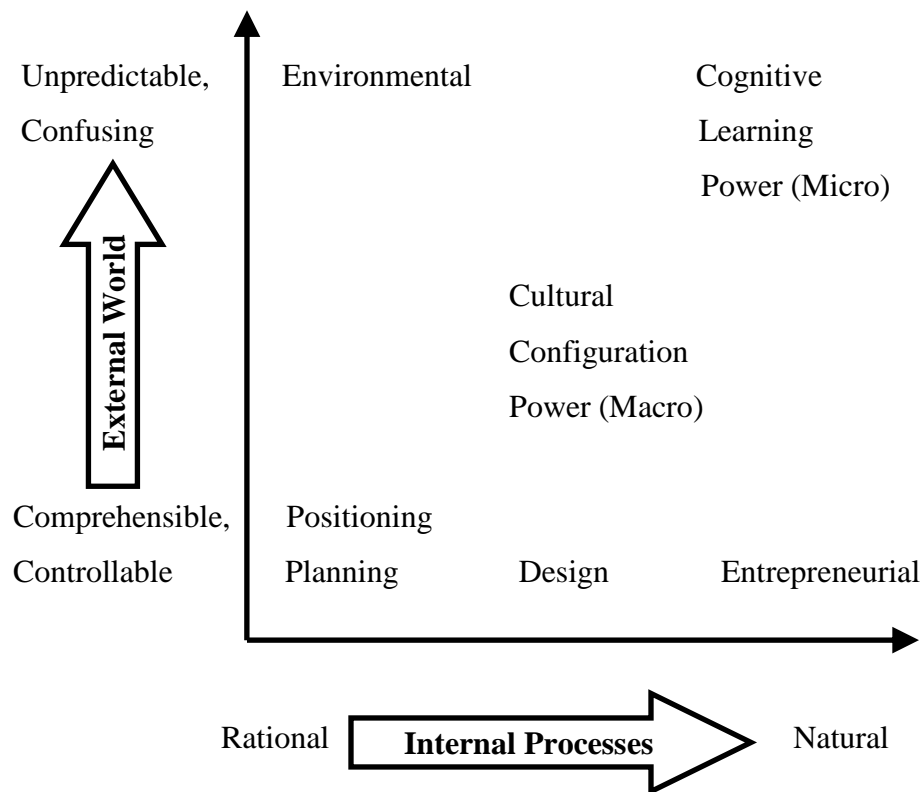 Unpredictable, Environmental Cognitive
Confusing Learning
Power (Micro)
External World
Cultural
Configuration
Power (Macro)
Comprehensible, Positioning
Controllable Planning Design Entrepreneurial
Rational Internal Processes Natural